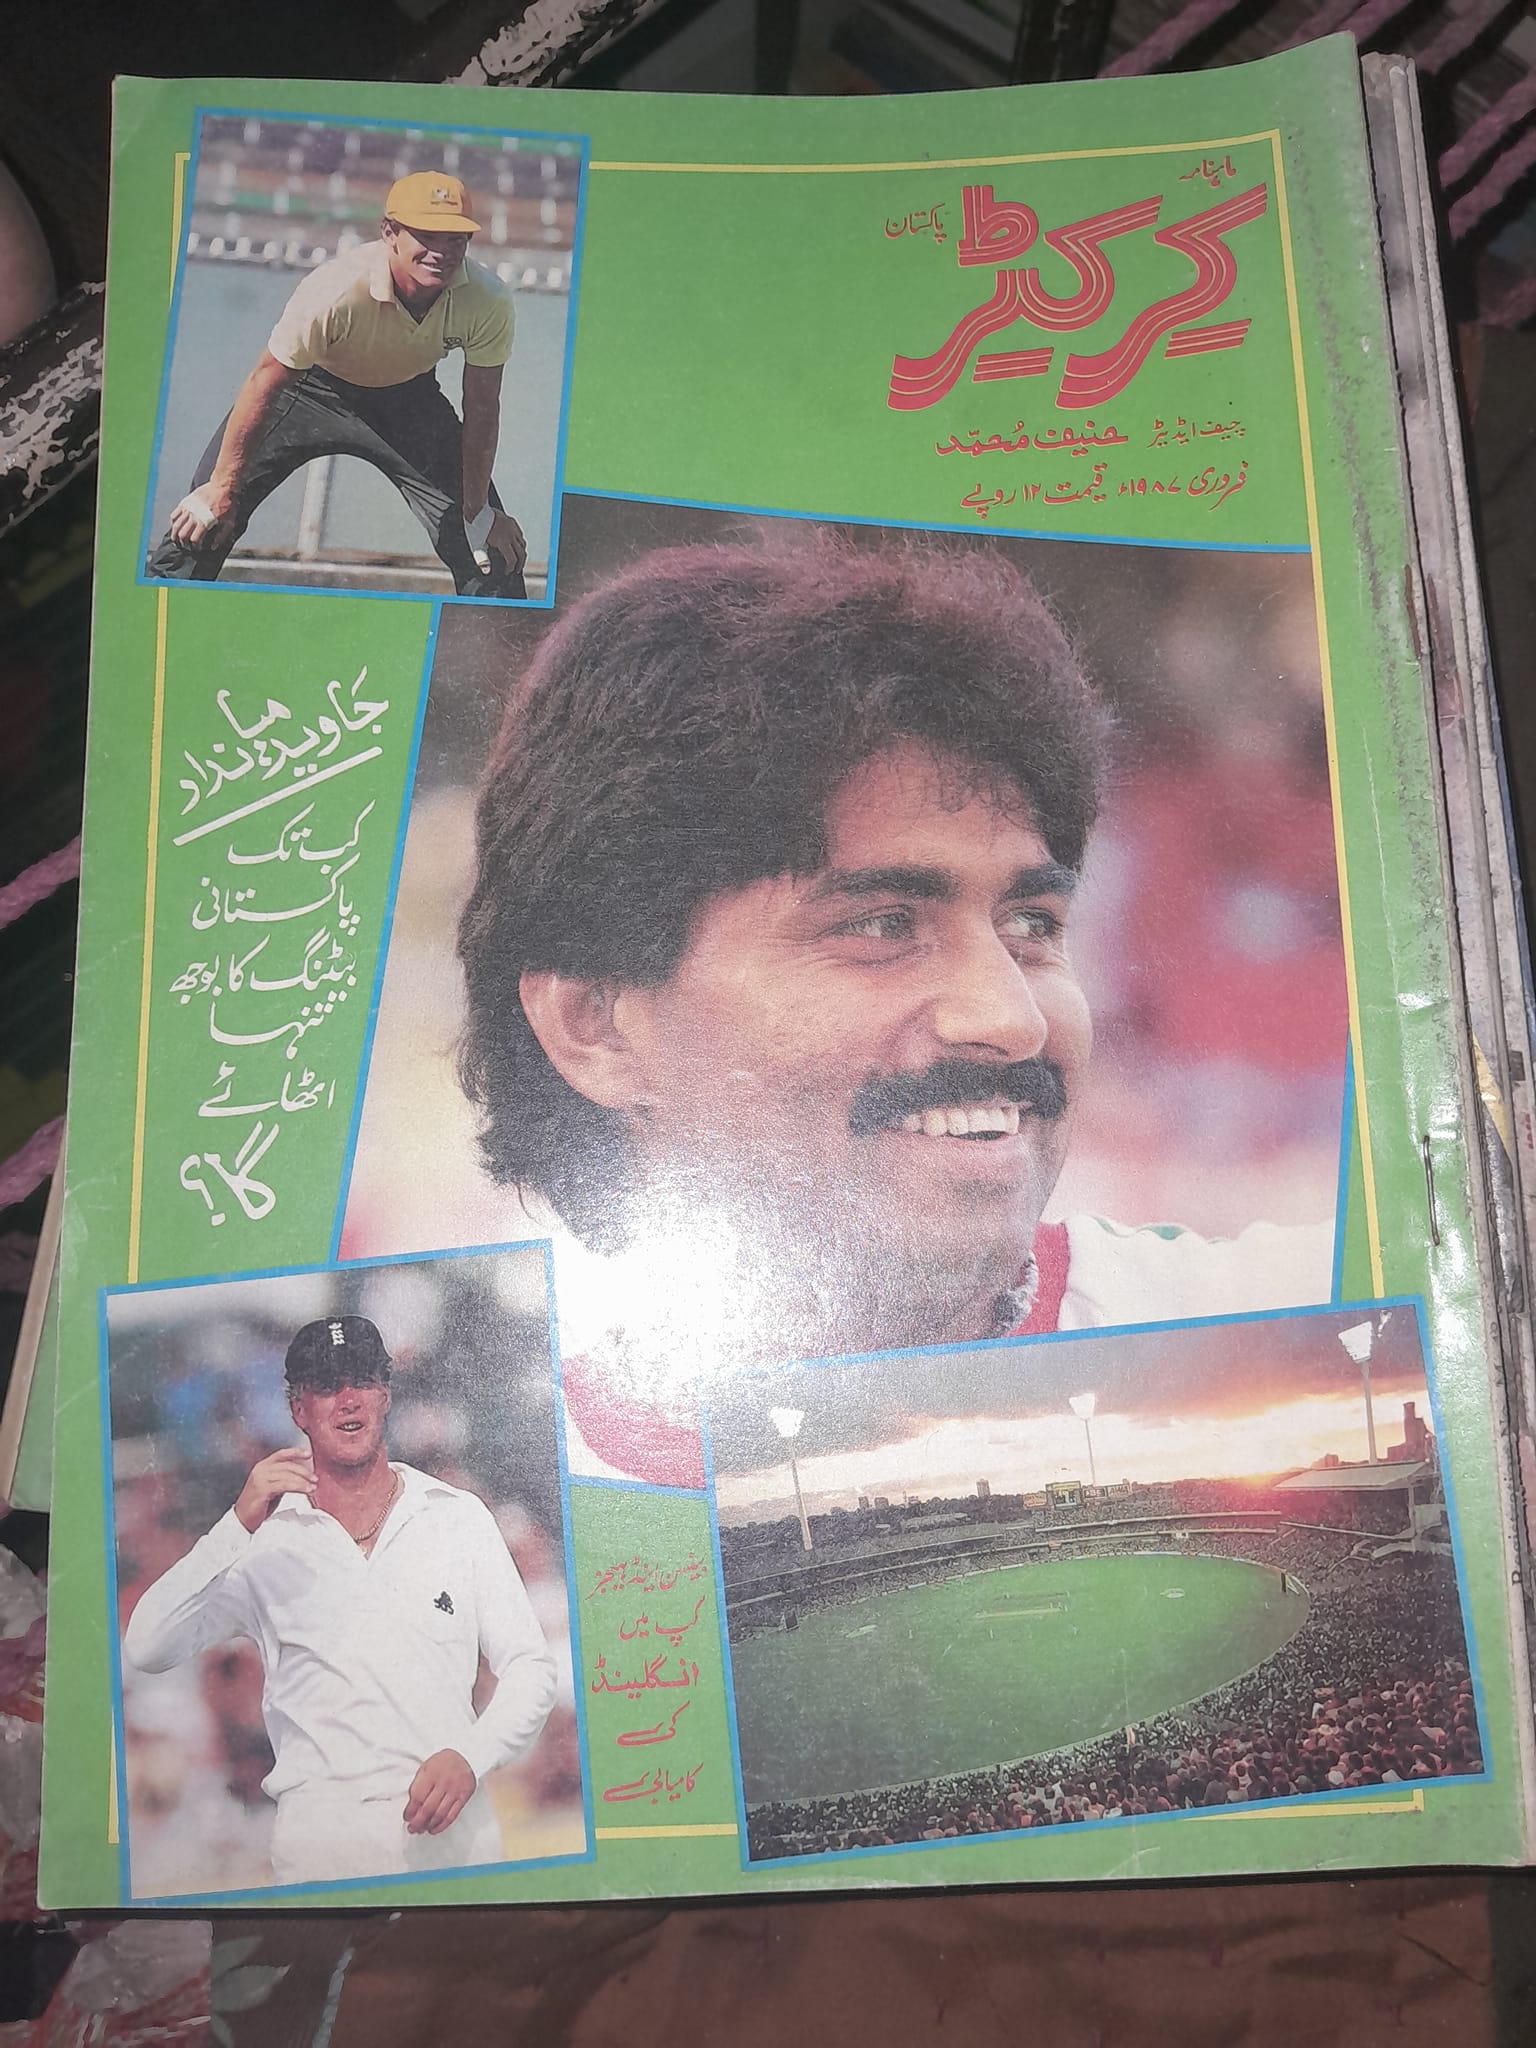 ماہنامہ
کرکٹر
پاکستان
چیف ایڈیٹر حنیف محمد
فروری ۱۹۸۷ء قیمت ۱۲ روپے
جاوید میانداد
کب تک
پاکستانی
بیٹنگ کا بوجھ
تنہا
اٹھائے
گا؟
بینسن اینڈ ہیجز
کپ میں
انگلینڈ
کی
کامیابی